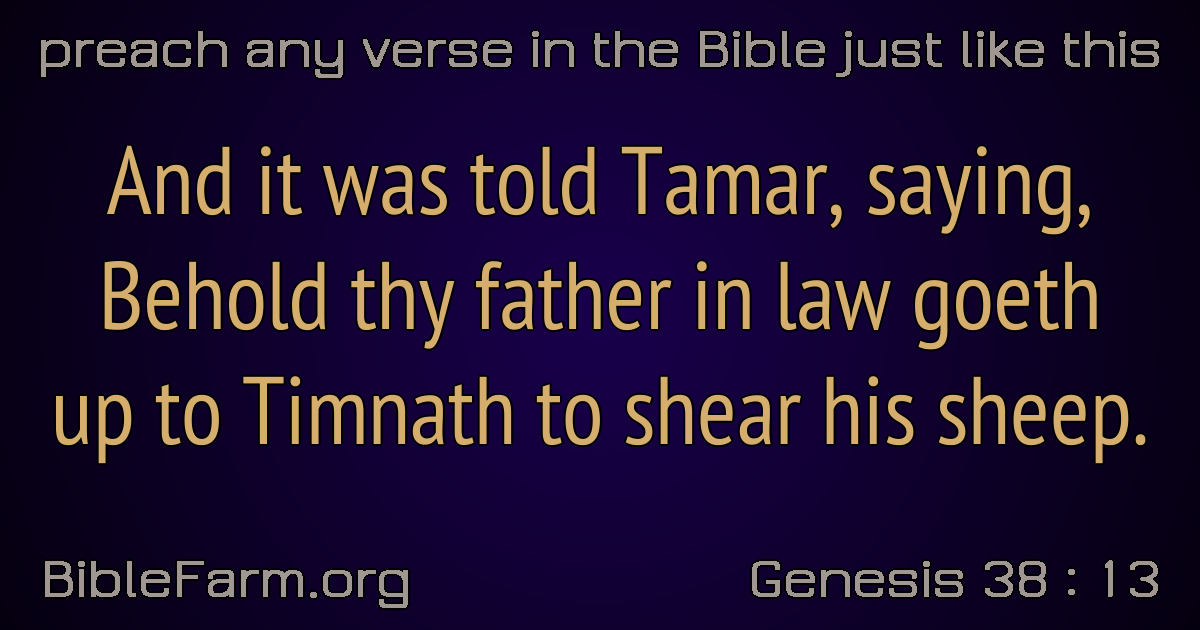 preach any verse in the Bible just like this
And it was told Tamar, saying,
Behold thy father in law goeth
up to Timnath to shear his sheep.
BibleFarm.org
Genesis 38 : 13